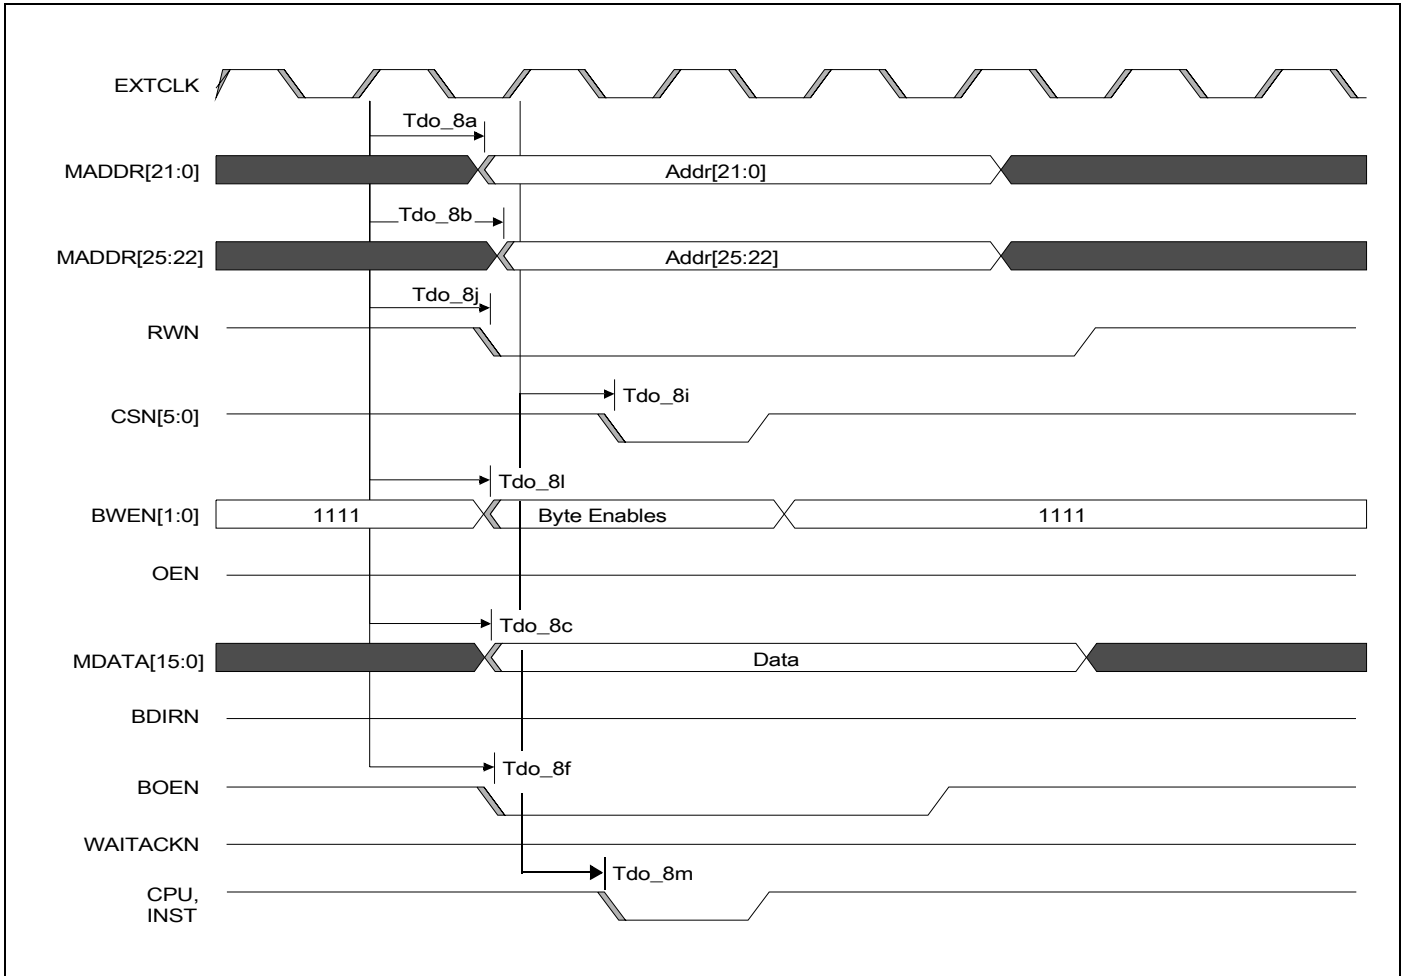 EXTCLK
Tdo_8a
MADDR[21:0]
Addr[21:0]
Tdo_8b
MADDR[25:22]
Addr[25:22]
Tdo_8j
RWN
Tdo_8i
CSN[5:0]
Tdo_8l
BWEN[1:0]
1111
Byte Enables
1111
OEN
Tdo_8c
MDATA[15:0]
Data
BDIRN
Tdo_8f
BOEN
WAITACKN
Tdo_8m
CPU,
INST